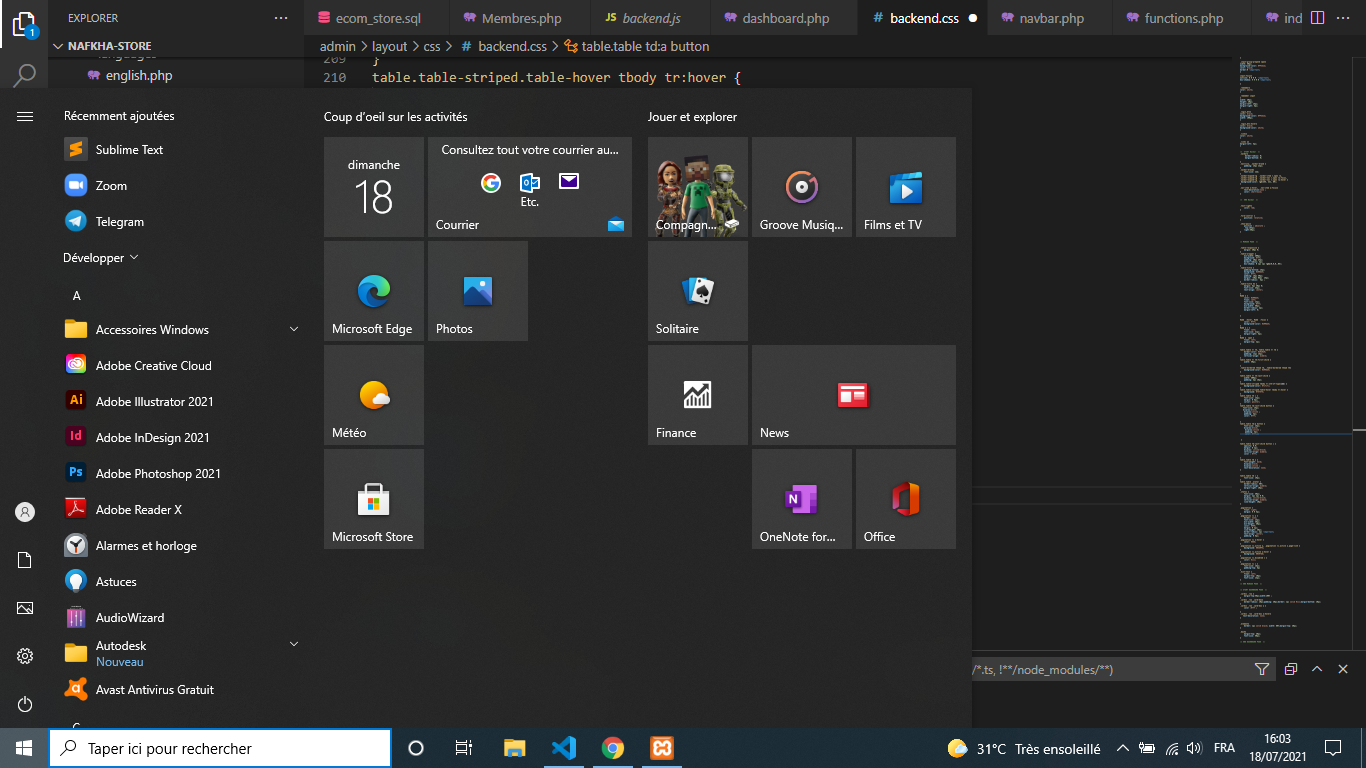 EXPLORER
ecom_store.sql
Membres.php
JS backend.js
dashboard.php
# backend.css
navbar.php
functions.php
ind
1
NAFKHA-STORE
admin > layout > css > # backend.css > table.table td:a button
english.php
209 }
210 table.table-striped.table-hover tbody tr:hover {
Récemment ajoutées
Sublime Text
Zoom
Telegram
Développer
A
Accessoires Windows
Adobe Creative Cloud
Ai Adobe Illustrator 2021
Id Adobe InDesign 2021
Ps Adobe Photoshop 2021
Adobe Reader X
Alarmes et horloge
Astuces
AudioWizard
Autodesk
Nouveau
Avast Antivirus Gratuit
Coup d'oeil sur les activités
dimanche
18
Consultez tout votre courrier au...
Etc.
Courrier
Microsoft Edge
Photos
Météo
Microsoft Store
Jouer et explorer
Compagn...
Groove Musiq...
Films et TV
Solitaire
Finance
News
N
OneNote for...
Office
/*.ts, !**/node_modules/**)
Taper ici pour rechercher
31°C Très ensoleillé
FRA
16:03
18/07/2021